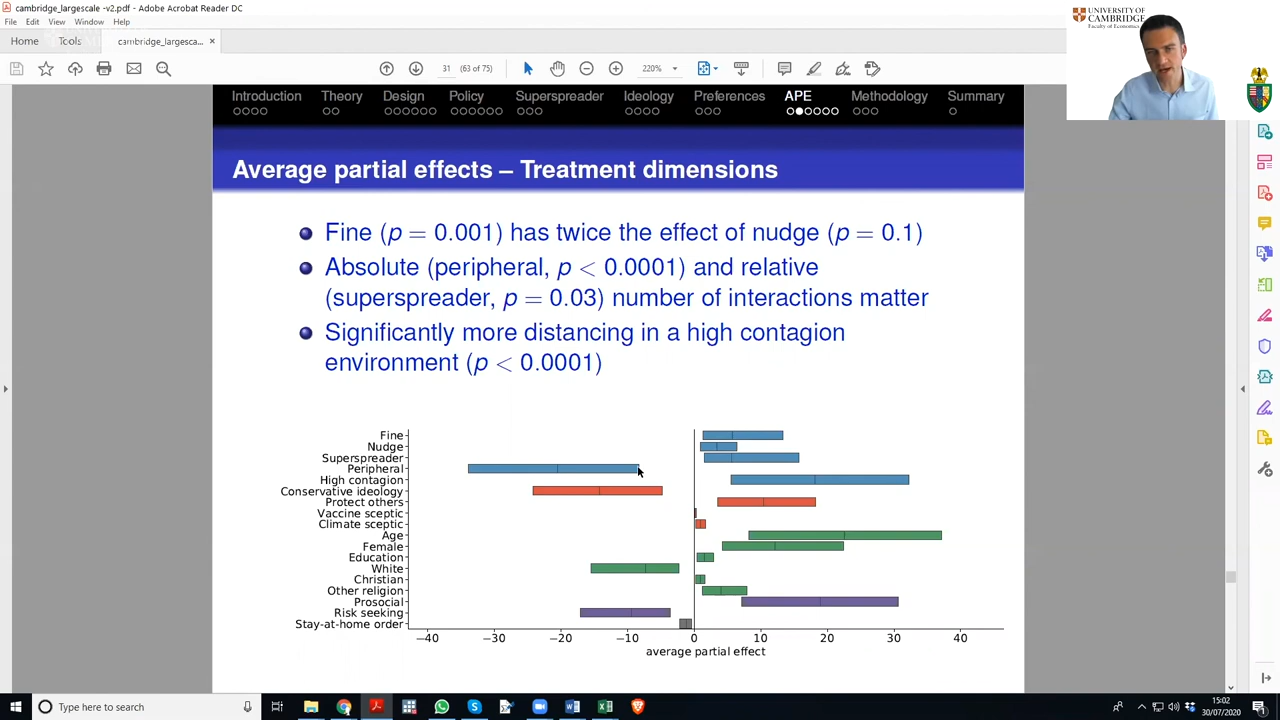 cambridge_largescale -v2.pdf - Adobe Acrobat Reader DC
File Edit View Window Help
Home Tools cambridge_largesca... ×
31 (63 of 75) 220%
UNIVERSITY OF
CAMBRIDGE
Faculty of Economics
Introduction Theory Design Policy Superspreader Ideology Preferences APE Methodology Summary
Average partial effects – Treatment dimensions
Fine (p = 0.001) has twice the effect of nudge (p = 0.1)
Absolute (peripheral, p < 0.0001) and relative
(superspreader, p = 0.03) number of interactions matter
Significantly more distancing in a high contagion
environment (p < 0.0001)
Fine
Nudge
Superspreader
Peripheral
High contagion
Conservative ideology
Protect others
Vaccine sceptic
Climate sceptic
Age
Female
Education
White
Christian
Other religion
Prosocial
Risk seeking
Stay-at-home order
−40 −30 −20 −10 0 10 20 30 40
average partial effect
Type here to search
15:02
30/07/2020